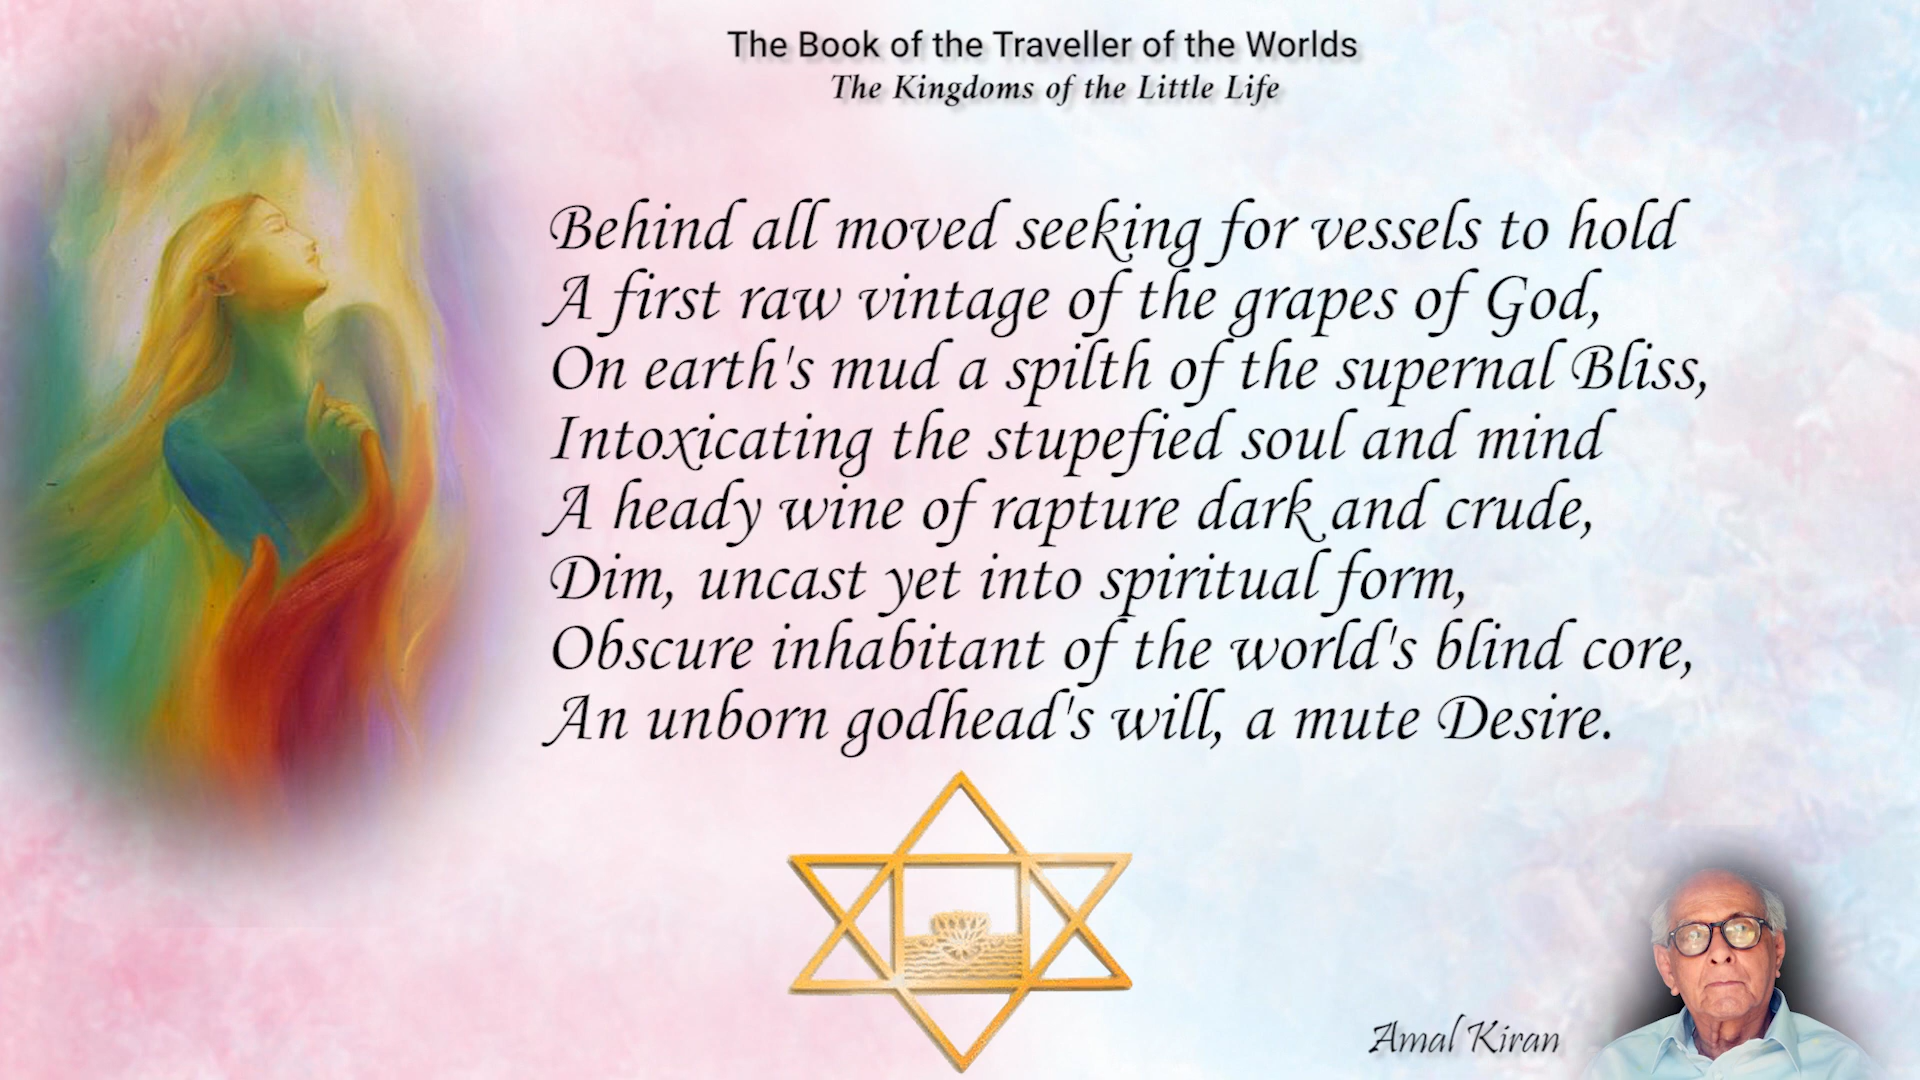 The Book of the Traveller of the Worlds
The Kingdoms of the Little Life
Behind all moved seeking for vessels to hold
A first raw vintage of the grapes of God,
On earth's mud a spilth of the supernal Bliss,
Intoxicating the stupefied soul and mind
A heady wine of rapture dark and crude,
Dim, uncast yet into spiritual form,
Obscure inhabitant of the world's blind core,
An unborn godhead's will, a mute Desire.
Amal Kiran